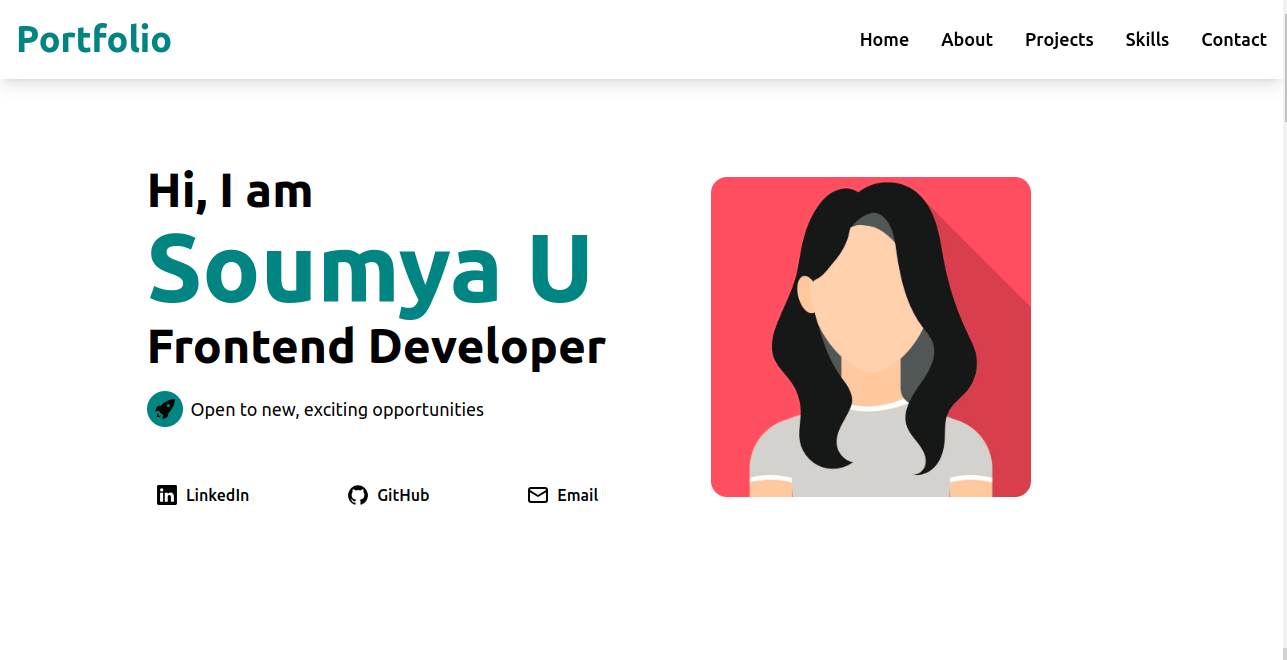 Portfolio
Home About Projects Skills Contact
Hi, I am
Soumya U
Frontend Developer
Open to new, exciting opportunities
LinkedIn GitHub Email